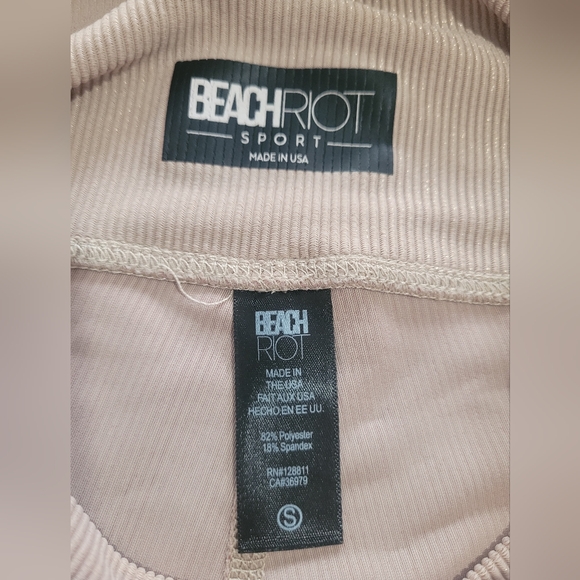 BEACHRIOT
SPORT
MADE IN USA
BEACH
RIOT
MADE IN
THE USA
FAIT AUX USA
HECHO EN EE UU.
82% Polyester
18% Spandex
RN#128811
CA#36979
S